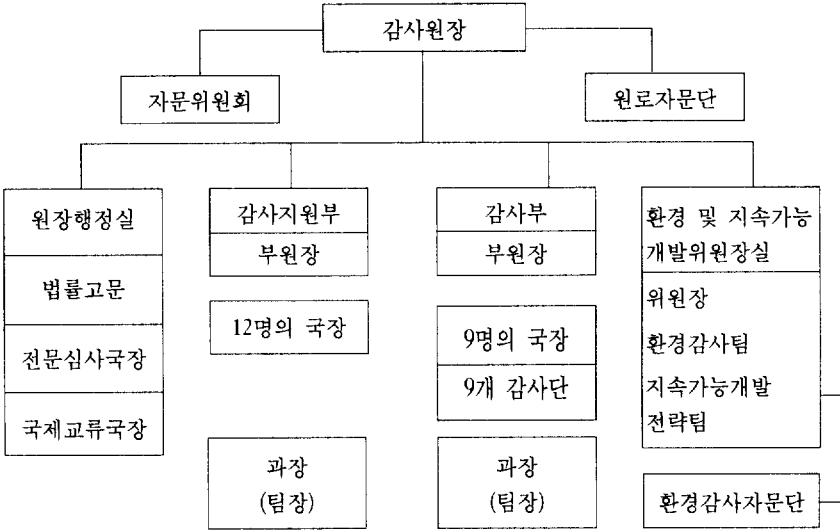 감사원장
자문위원회
원로자문단
원장행정실
법률고문
전문심사국장
국제교류국장
감사지원부
부원장
12명의 국장
과장
(팀장)
감사부
부원장
9명의 국장
9개 감사단
과장
(팀장)
환경 및 지속가능
개발위원장실
위원장
환경감사팀
지속가능개발
전략팀
환경감사자문단